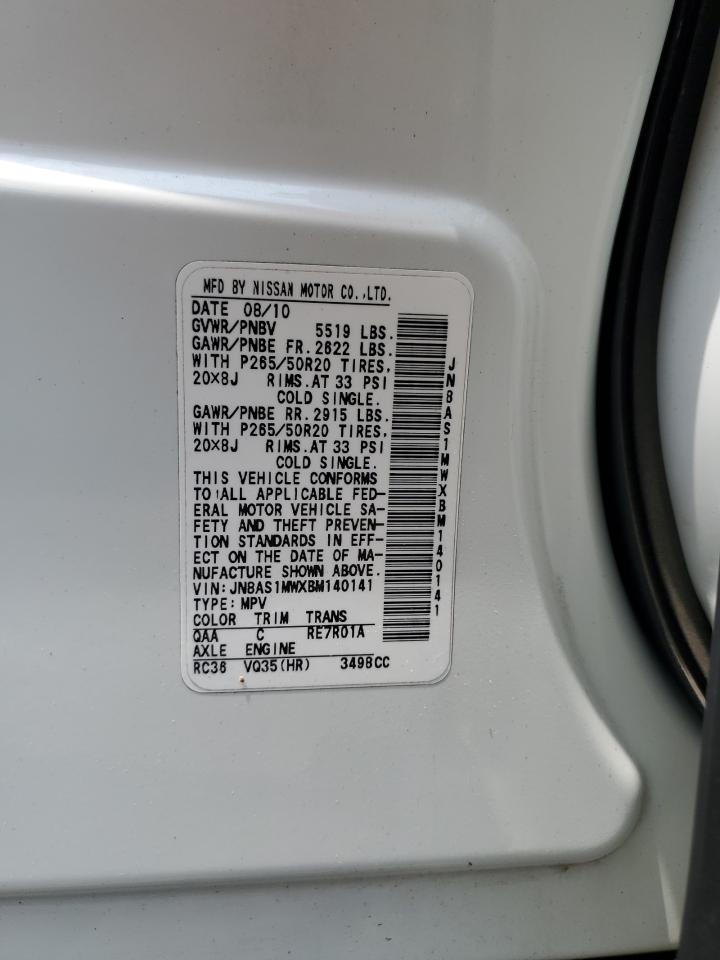 MFD BY NISSAN MOTOR CO.,LTD.
DATE 08/10
GVWR/PNBV 5519 LBS.
GAWR/PNBE FR.2622 LBS.
WITH P265/50R20 TIRES,
20X8J RIMS.AT 33 PSI
COLD SINGLE.
GAWR/PNBE RR.2915 LBS.
WITH P265/50R20 TIRES,
20X8J RIMS.AT 33 PSI
COLD SINGLE.
THIS VEHICLE CONFORMS
TO ALL APPLICABLE FED-
ERAL MOTOR VEHICLE SA-
FETY AND THEFT PREVEN-
TION STANDARDS IN EFF-
ECT ON THE DATE OF MA-
NUFACTURE SHOWN ABOVE.
VIN:JN8AS1MWXBM140141
TYPE:MPV
COLOR TRIM TRANS
QAA C RE7R01A
AXLE ENGINE
RC38 VQ35(HR) 3498CC
JN8AS1MWXBM140141